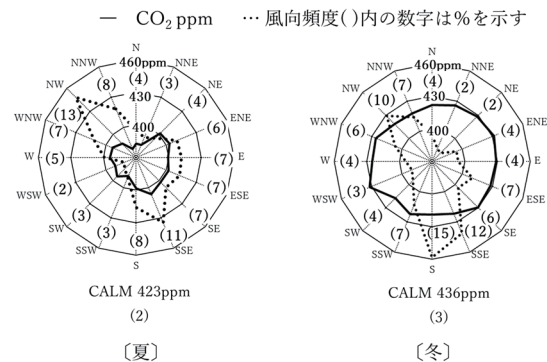 ― CO₂ ppm … 風向頻度( )内の数字は%を示す
N
NNW 460ppm NNE
NW (8) (4) (3) NE
430
(13) (4)
WNW (7) (6) ENE
400
W (5) (7) E
WSW (2) (7) ESE
SW (3) (7) SE
SSW (3) (8) (11) SSE
S
CALM 423ppm
(2)
〔夏〕
N
NNW 460ppm NNE
NW (7) (4) (2) NE
430
(10) (2)
WNW (6) (4) ENE
400
W (4) (4) E
WSW (3) (7) ESE
SW (4) (6) SE
SSW (7) (15) (12) SSE
S
CALM 436ppm
(3)
〔冬〕